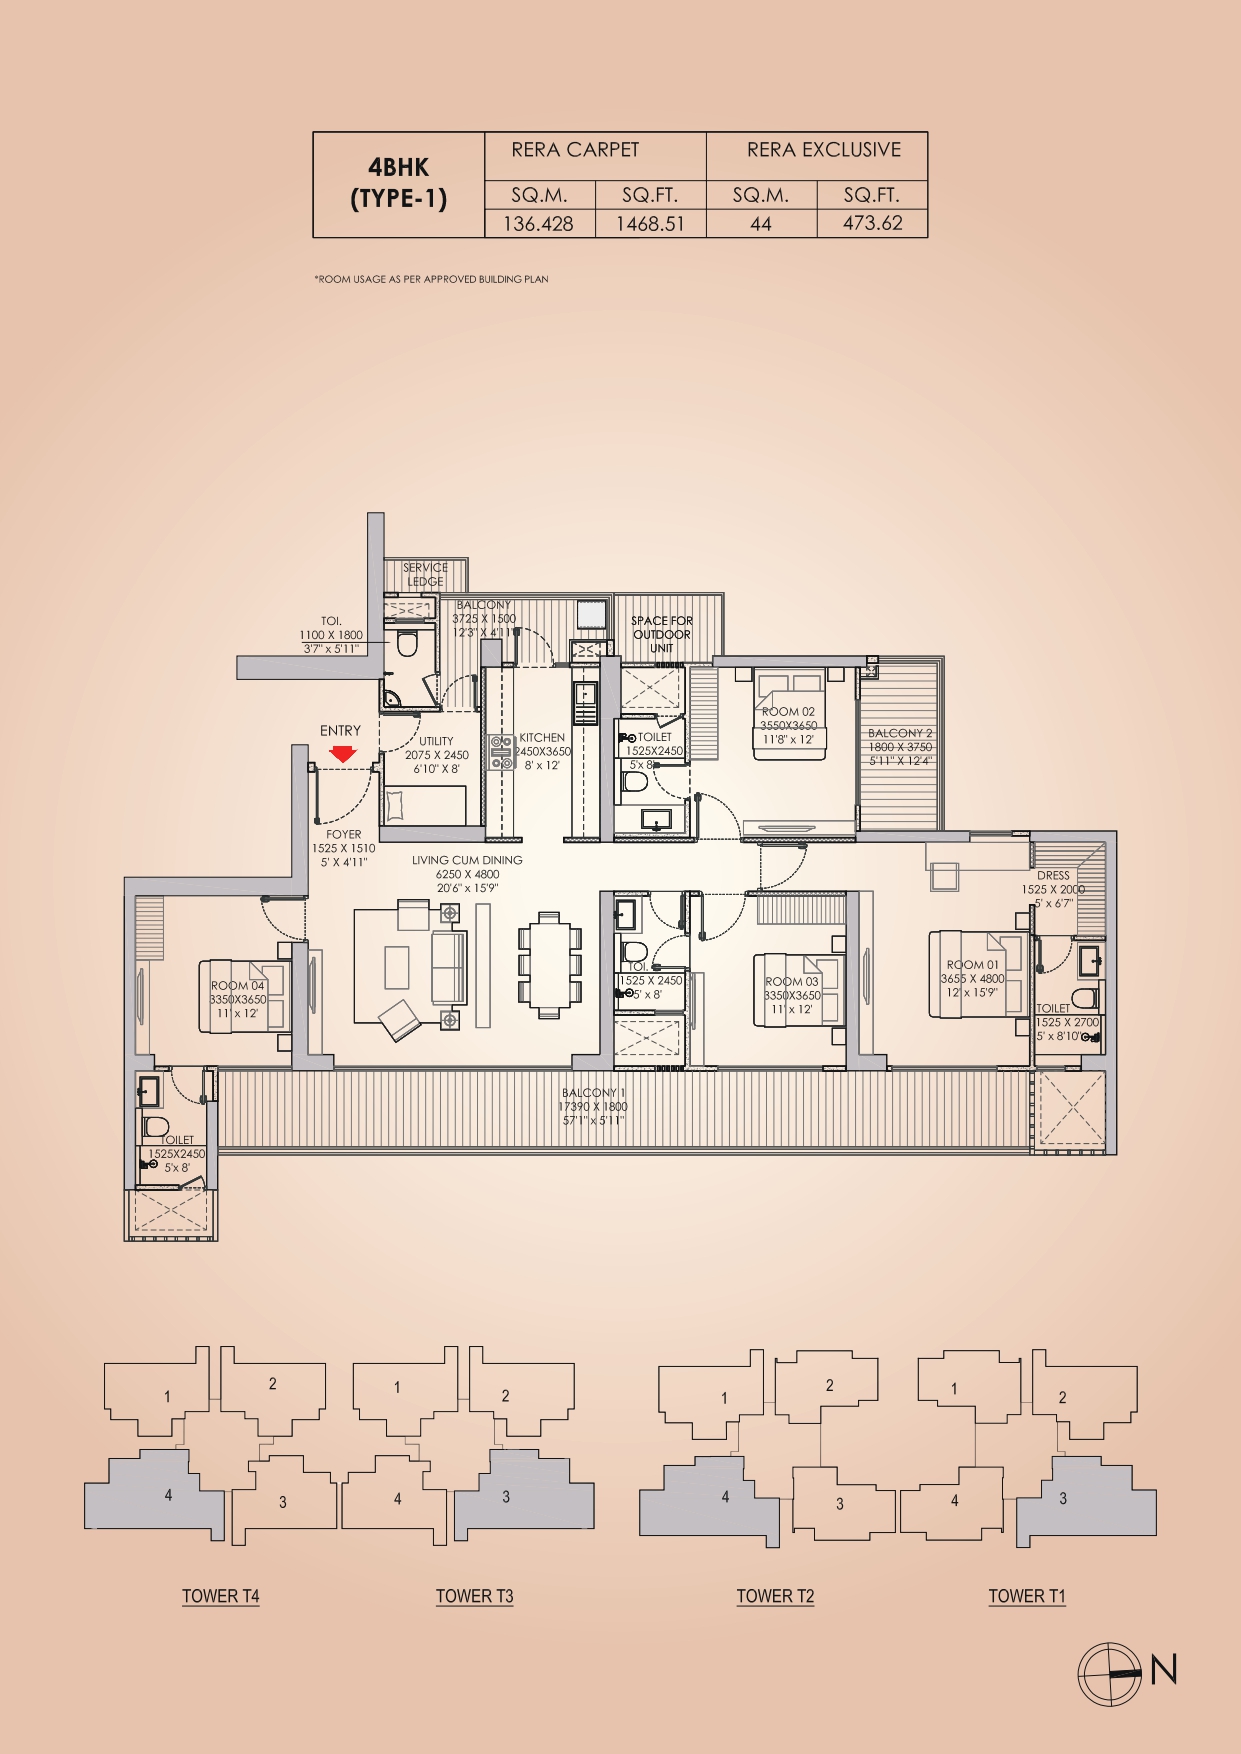 4BHK
(TYPE-1)
RERA CARPET
RERA EXCLUSIVE
SQ.M.
SQ.FT.
SQ.M.
SQ.FT.
136.428
1468.51
44
473.62
*ROOM USAGE AS PER APPROVED BUILDING PLAN
SERVICE
LEDGE
BALCONY
3725 X 1500
12'3" X 4'11"
TOI.
1100 X 1800
3'7" x 5'11"
SPACE FOR
OUTDOOR
UNIT
ENTRY
UTILITY
2075 X 2450
6'10" X 8'
KITCHEN
2450X3650
8' x 12'
TOILET
1525X2450
5'x 8'
ROOM 02
3550X3650
11'8" x 12'
BALCONY 2
1800 X 3750
5'11" X 12'4"
FOYER
1525 X 1510
5' X 4'11"
LIVING CUM DINING
6250 X 4800
20'6" x 15'9"
DRESS
1525 X 2000
5' x 6'7"
ROOM 04
3350X3650
11' x 12'
TOI.
1525 X 2450
5' x 8'
ROOM 03
3350X3650
11' x 12'
ROOM 01
3655 X 4800
12' x 15'9"
TOILET
1525 X 2700
5' x 8'10"
BALCONY 1
17390 X 1800
57'1" x 5'11"
TOILET
1525X2450
5'x 8'
1
2
1
2
1
2
1
2
4
3
4
3
4
3
4
3
TOWER T4
TOWER T3
TOWER T2
TOWER T1
N